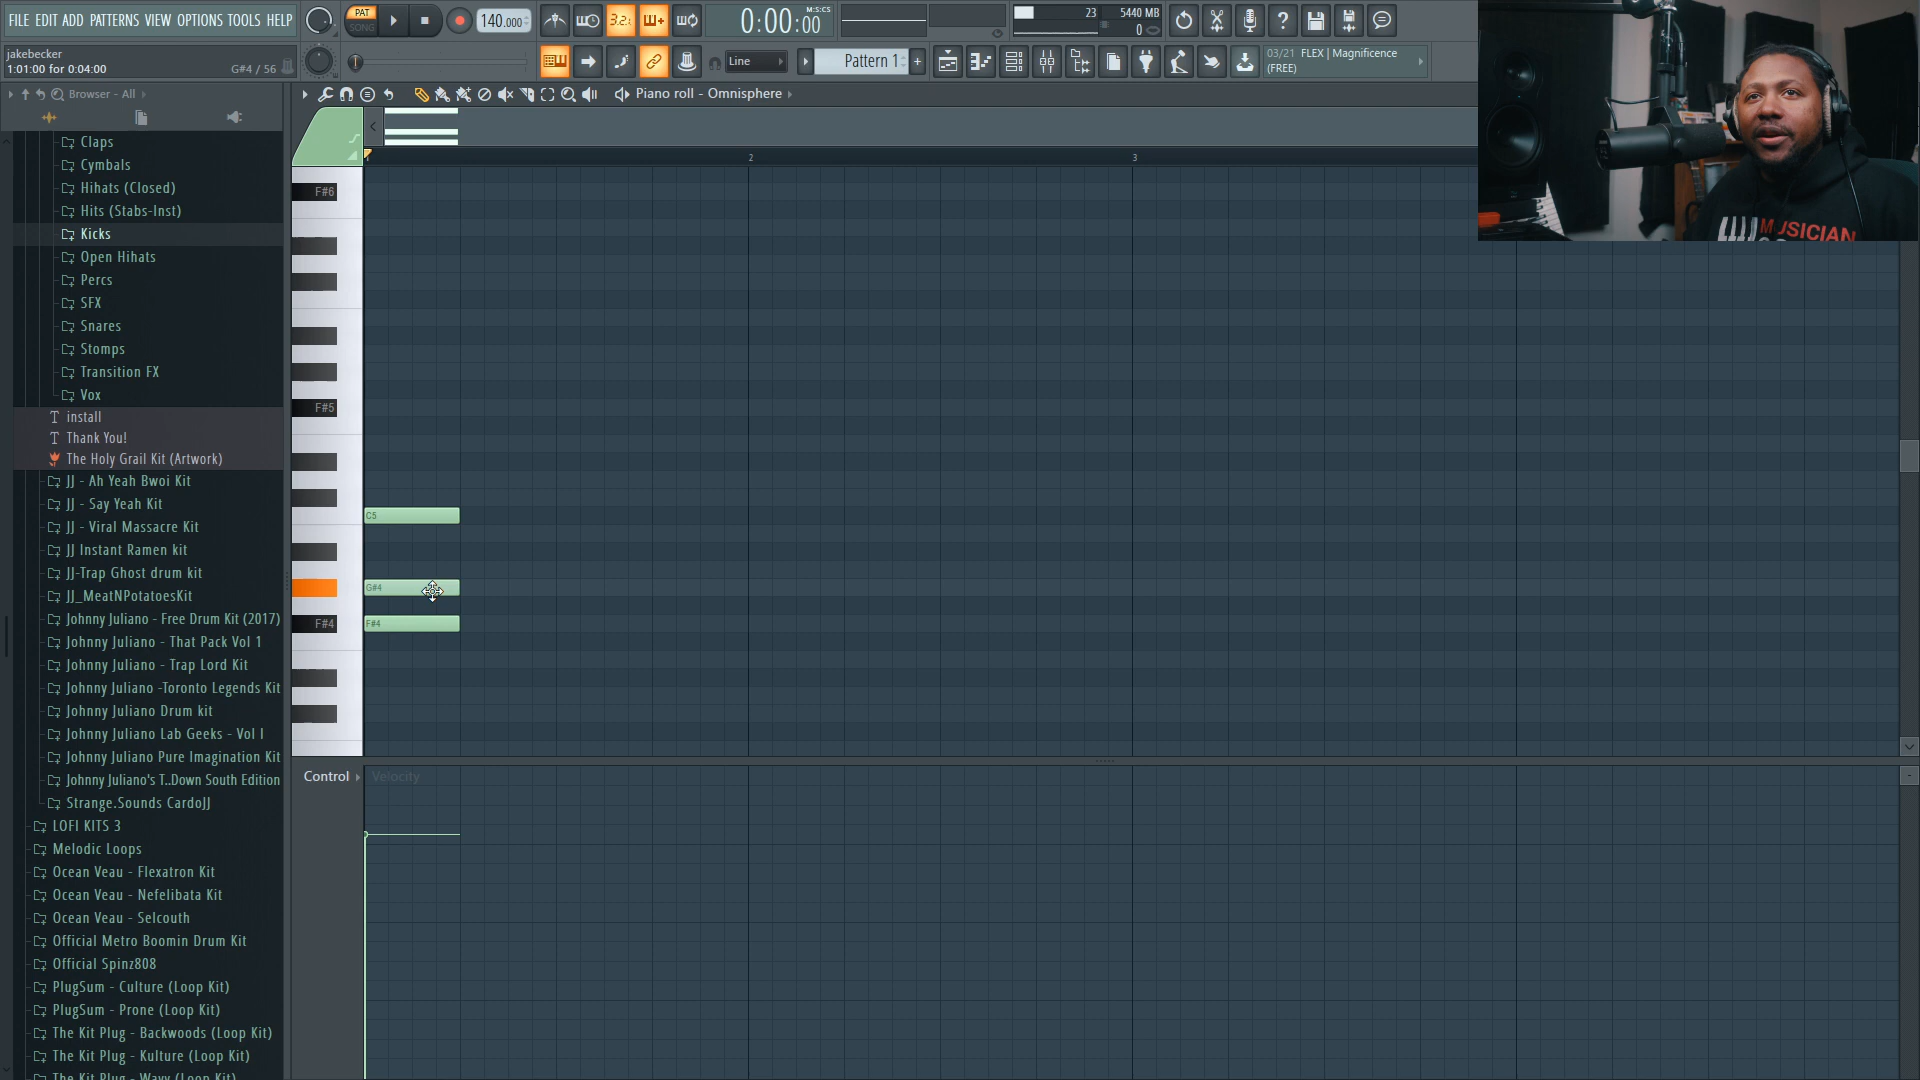 FILE EDIT ADD PATTERNS VIEW OPTIONS TOOLS HELP
PAT
SONG
140.000
3.2.
0:00:00
M:S:CS
23
5440 MB
0
jakebecker
1:01:00 for 0:04:00
G#4 / 56
Line
Pattern 1
03/21 FLEX | Magnificence
(FREE)
Browser - All
Piano roll - Omnisphere
2
3
Claps
Cymbals
Hihats (Closed)
Hits (Stabs-Inst)
Kicks
Open Hihats
Percs
SFX
Snares
Stomps
Transition FX
Vox
install
Thank You!
The Holy Grail Kit (Artwork)
JJ - Ah Yeah Bwoi Kit
JJ - Say Yeah Kit
JJ - Viral Massacre Kit
JJ Instant Ramen kit
JJ-Trap Ghost drum kit
JJ_MeatNPotatoesKit
Johnny Juliano - Free Drum Kit (2017)
Johnny Juliano - That Pack Vol 1
Johnny Juliano - Trap Lord Kit
Johnny Juliano -Toronto Legends Kit
Johnny Juliano Drum kit
Johnny Juliano Lab Geeks - Vol I
Johnny Juliano Pure Imagination Kit
Johnny Juliano's T..Down South Edition
Strange.Sounds CardoJJ
LOFI KITS 3
Melodic Loops
Ocean Veau - Flexatron Kit
Ocean Veau - Nefelibata Kit
Ocean Veau - Selcouth
Official Metro Boomin Drum Kit
Official Spinz808
PlugSum - Culture (Loop Kit)
PlugSum - Prone (Loop Kit)
The Kit Plug - Backwoods (Loop Kit)
The Kit Plug - Kulture (Loop Kit)
The Kit Plug - Wavy (Loop Kit)
F#6
F#5
C5
G#4
F#4
F#4
Control
Velocity
MUSICIAN